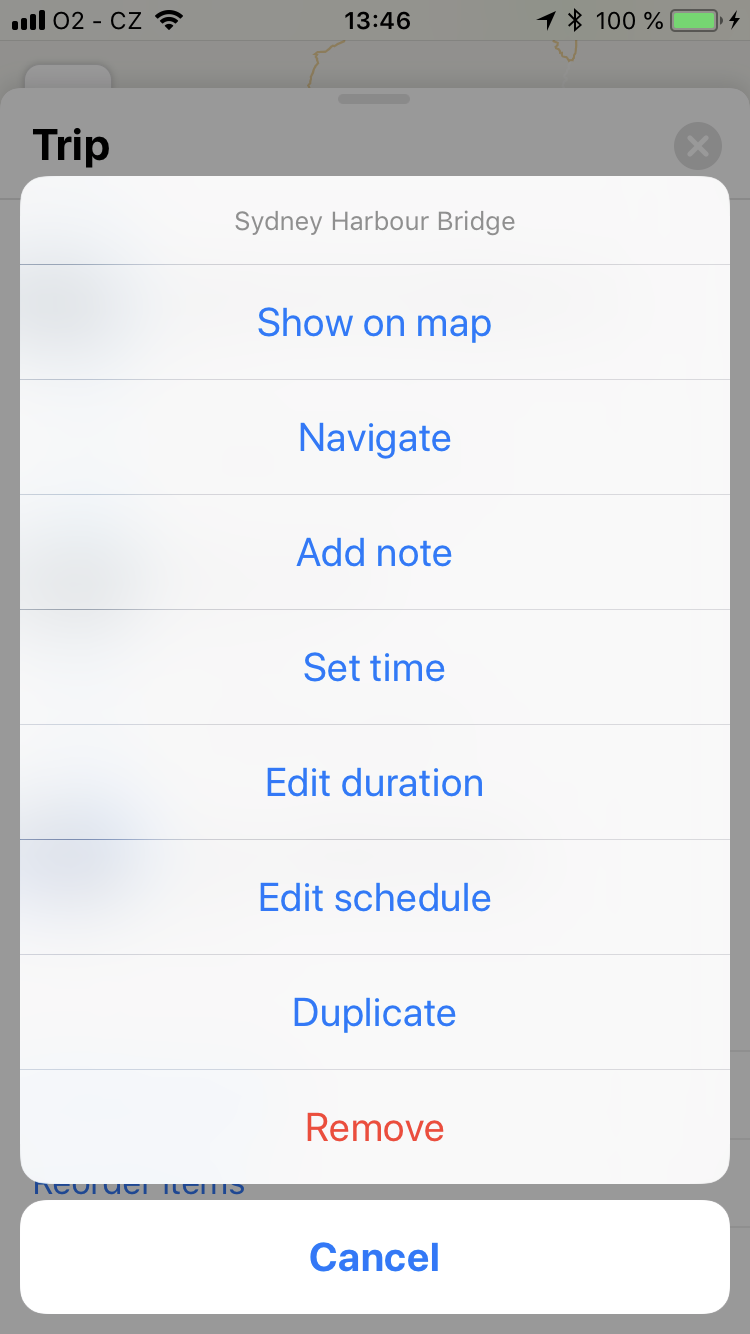 O2 - CZ 13:46 100 %
Trip
Sydney Harbour Bridge
Show on map
Navigate
Add note
Set time
Edit duration
Edit schedule
Duplicate
Remove
Reorder items
Cancel